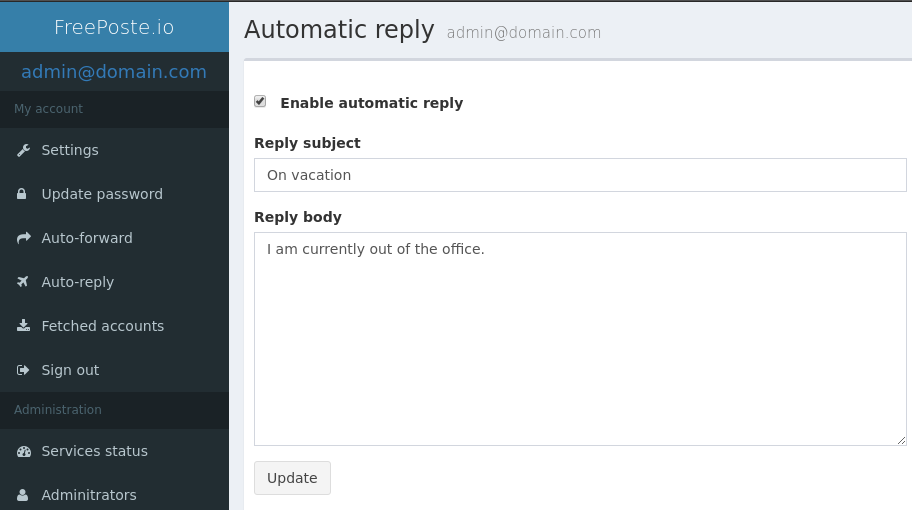 FreePoste.io
admin@domain.com
My account
Settings
Update password
Auto-forward
Auto-reply
Fetched accounts
Sign out
Administration
Services status
Adminitrators
Automatic reply admin@domain.com
Enable automatic reply
Reply subject
On vacation
Reply body
I am currently out of the office.
Update